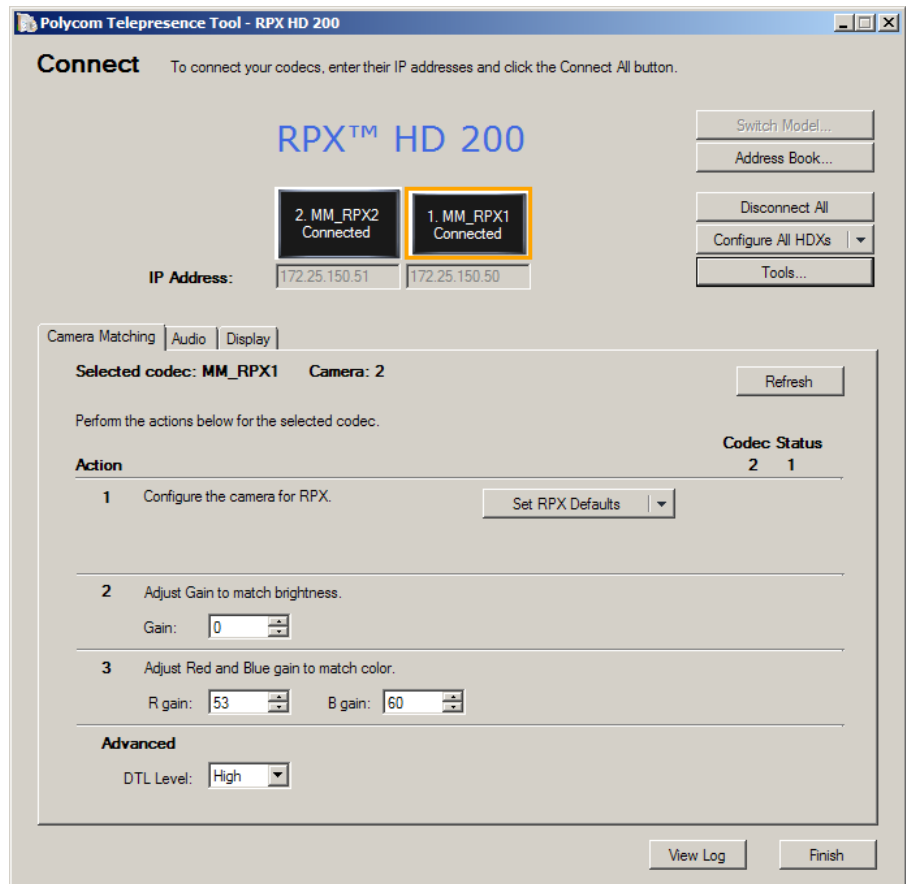 Polycom Telepresence Tool - RPX HD 200
Connect To connect your codecs, enter their IP addresses and click the Connect All button.
RPX™ HD 200
Switch Model...
Address Book...
2. MM_RPX2
Connected
1. MM_RPX1
Connected
Disconnect All
Configure All HDXs
IP Address: 172.25.150.51 172.25.150.50
Tools...
Camera Matching Audio Display
Selected codec: MM_RPX1 Camera: 2
Refresh
Perform the actions below for the selected codec.
Codec Status
Action 2 1
1 Configure the camera for RPX. Set RPX Defaults
2 Adjust Gain to match brightness.
Gain: 0
3 Adjust Red and Blue gain to match color.
R gain: 53 B gain: 60
Advanced
DTL Level: High
View Log Finish